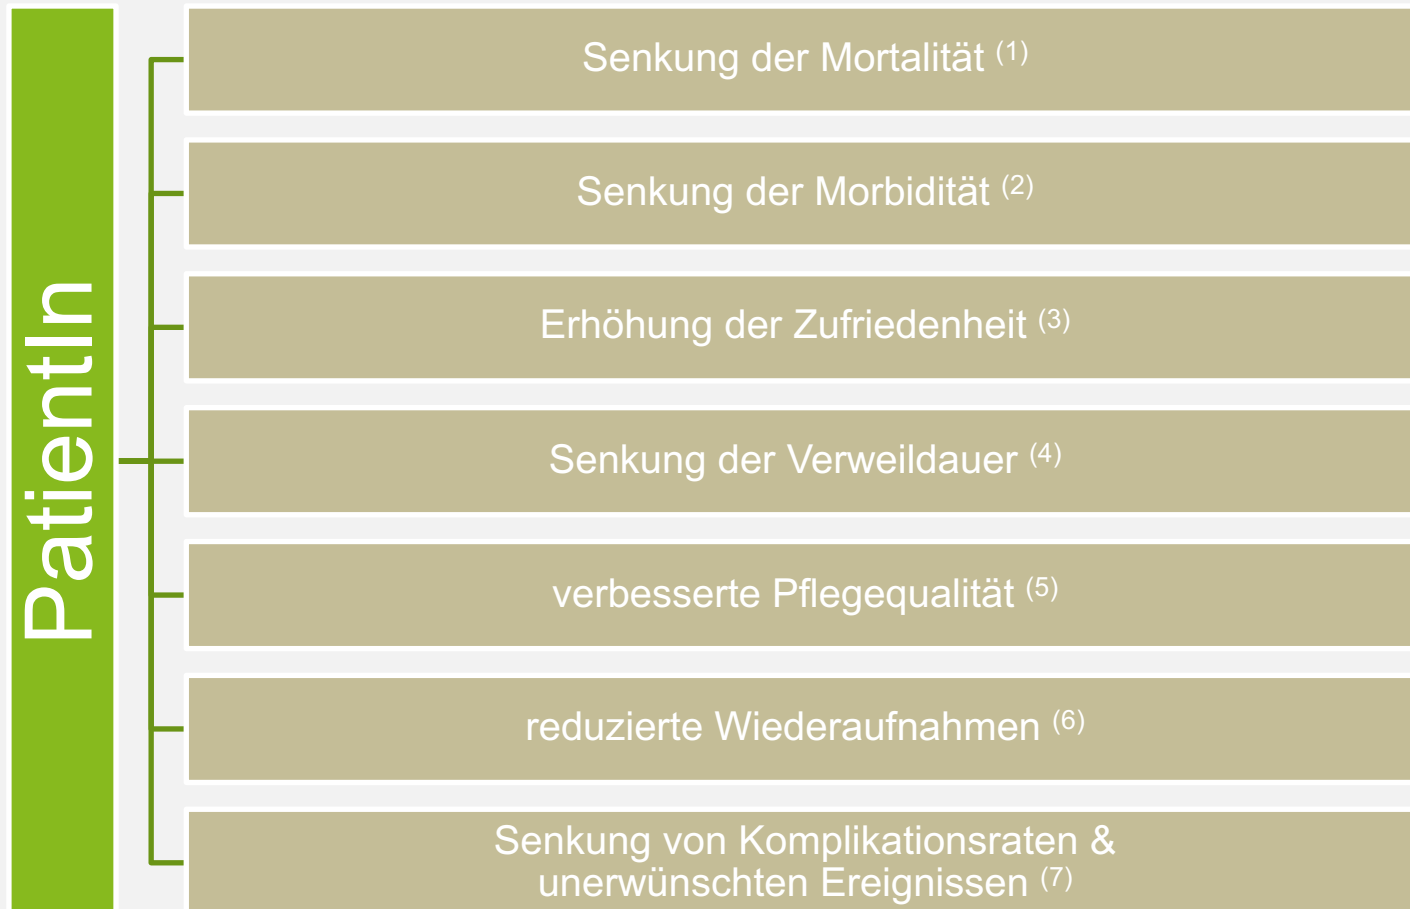 PatientIn
Senkung der Mortalität (1)
Senkung der Morbidität (2)
Erhöhung der Zufriedenheit (3)
Senkung der Verweildauer (4)
verbesserte Pflegequalität (5)
reduzierte Wiederaufnahmen (6)
Senkung von Komplikationsraten &
unerwünschten Ereignissen (7)